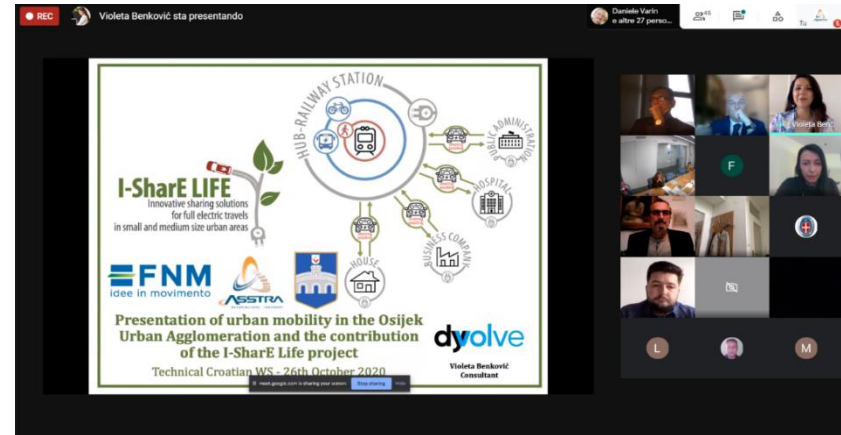 REC
Violeta Benković sta presentando
Daniele Varin
e altre 27 perso...
45
Tu
HUB-RAILWAY STATION
PUBLIC ADMINISTRATION
HOSPITAL
BUSINESS COMPANY
HOUSE
I-SharE LIFE
Innovative sharing solutions
for full electric travels
in small and medium size urban areas
FNM
idee in movimento
ASSTRA
Presentation of urban mobility in the Osijek
Urban Agglomeration and the contribution
of the I-SharE Life project
Technical Croatian WS - 26th October 2020
dyvolve
Violeta Benković
Consultant
meet.google.com is sharing your screen.
Stop sharing
Hide
Violeta Benć...
F
L
M